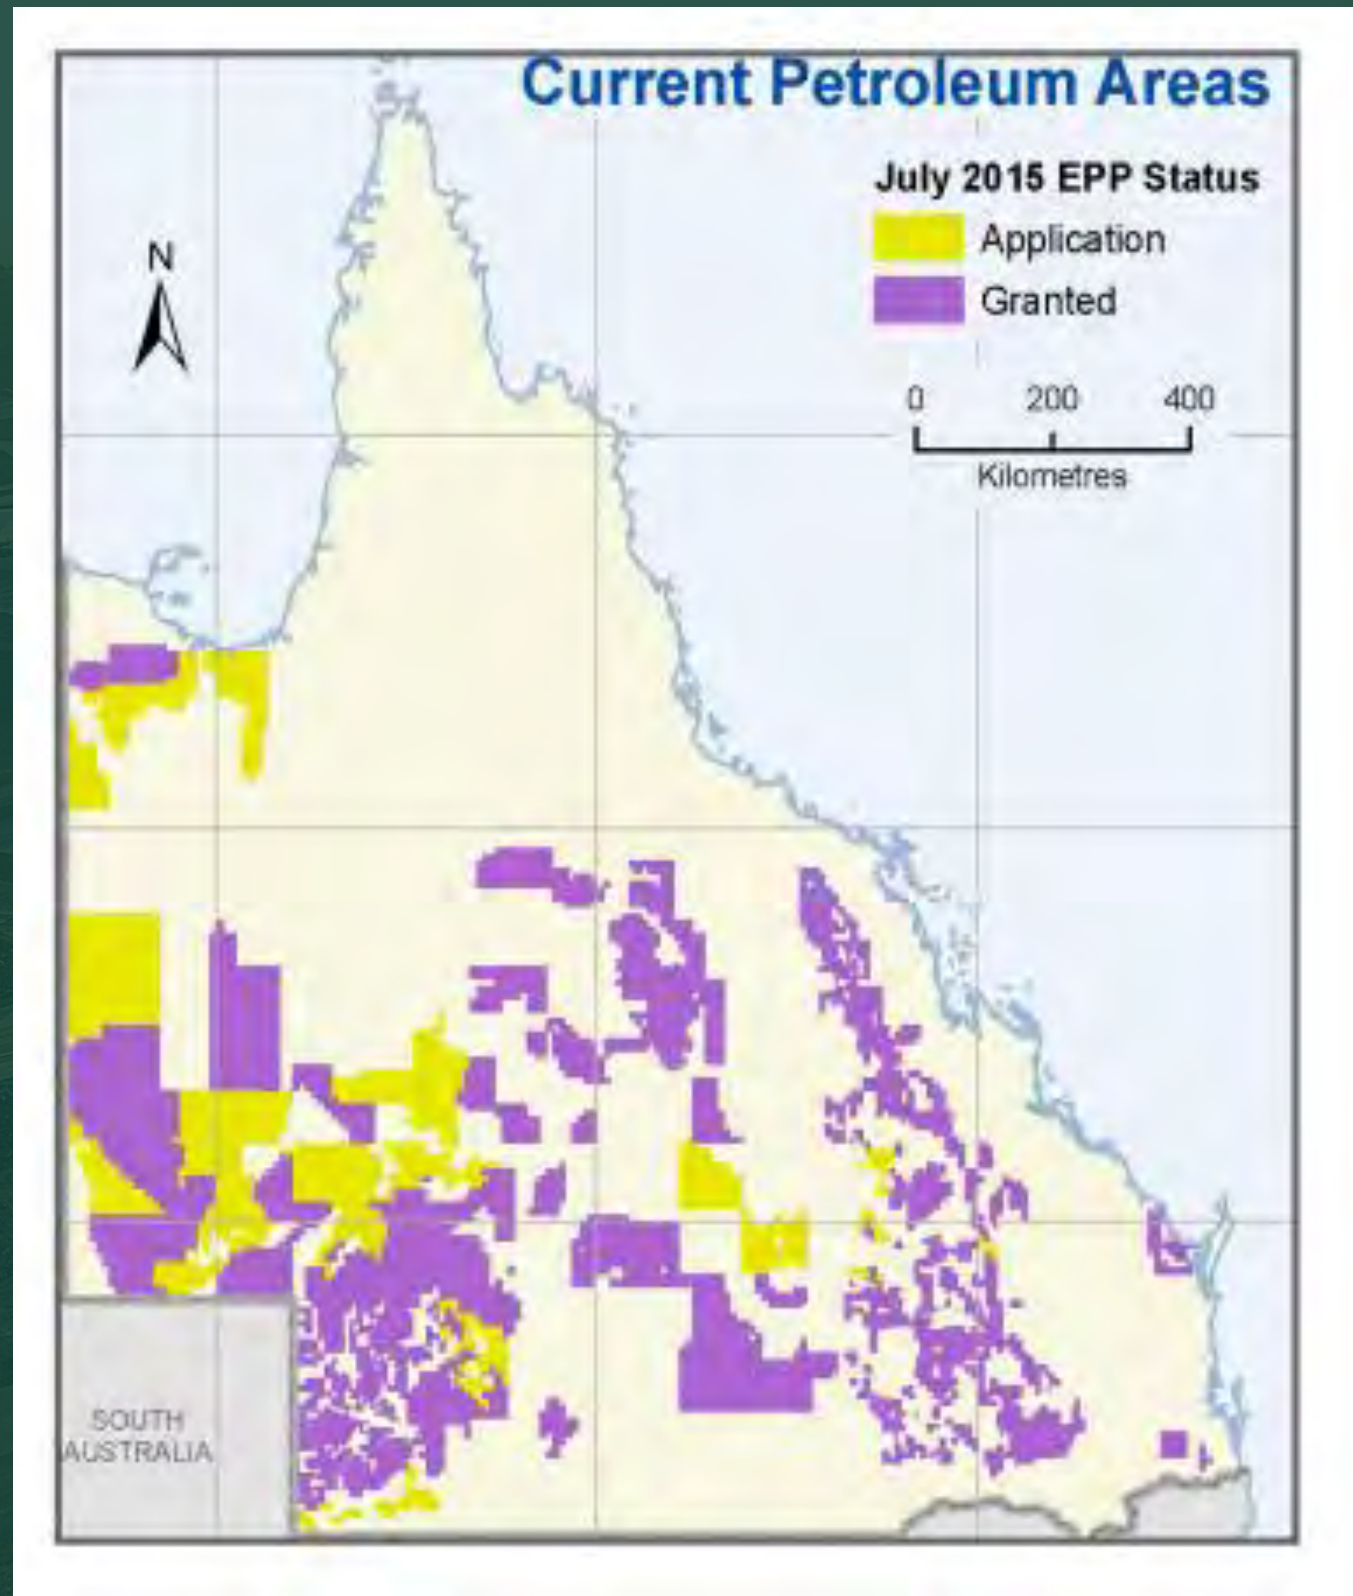 Current Petroleum Areas
July 2015 EPP Status
Application
Granted
N
0 200 400
Kilometres
SOUTH
AUSTRALIA